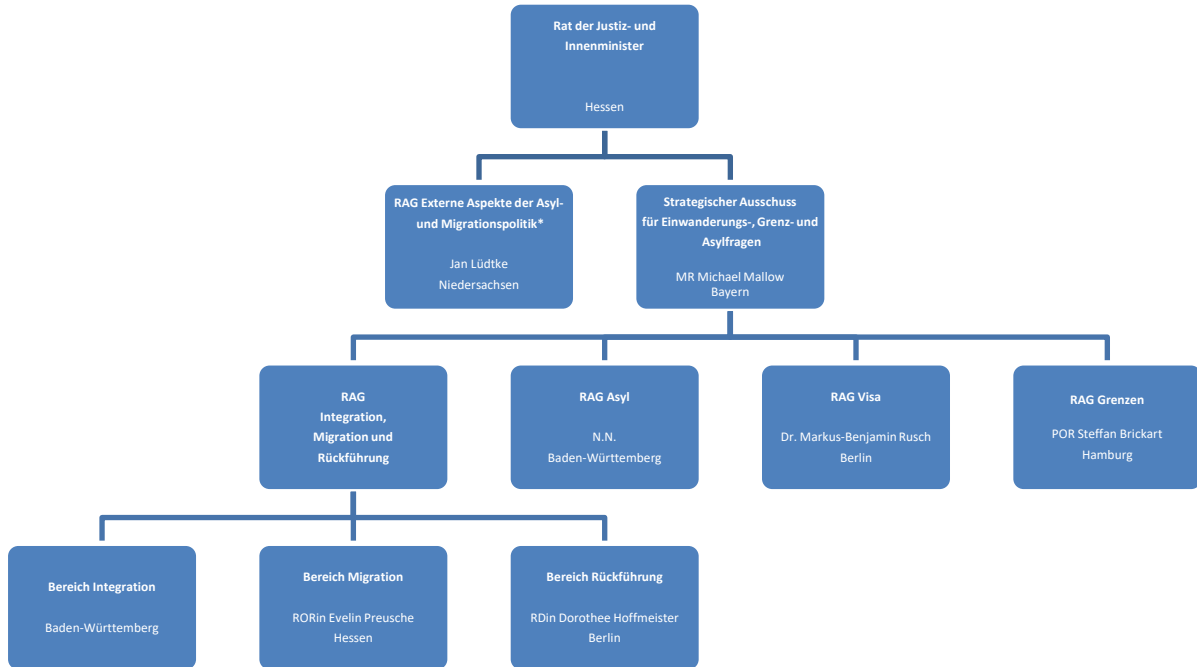 Rat der Justiz- und
Innenminister
Hessen
RAG Externe Aspekte der Asyl-
und Migrationspolitik*
Jan Lüdtke
Niedersachsen
Strategischer Ausschuss
für Einwanderungs-, Grenz- und
Asylfragen
MR Michael Mallow
Bayern
RAG
Integration,
Migration und
Rückführung
RAG Asyl
N.N.
Baden-Württemberg
RAG Visa
Dr. Markus-Benjamin Rusch
Berlin
RAG Grenzen
POR Steffan Brickart
Hamburg
Bereich Integration
Baden-Württemberg
Bereich Migration
RORin Evelin Preusche
Hessen
Bereich Rückführung
RDin Dorothee Hoffmeister
Berlin